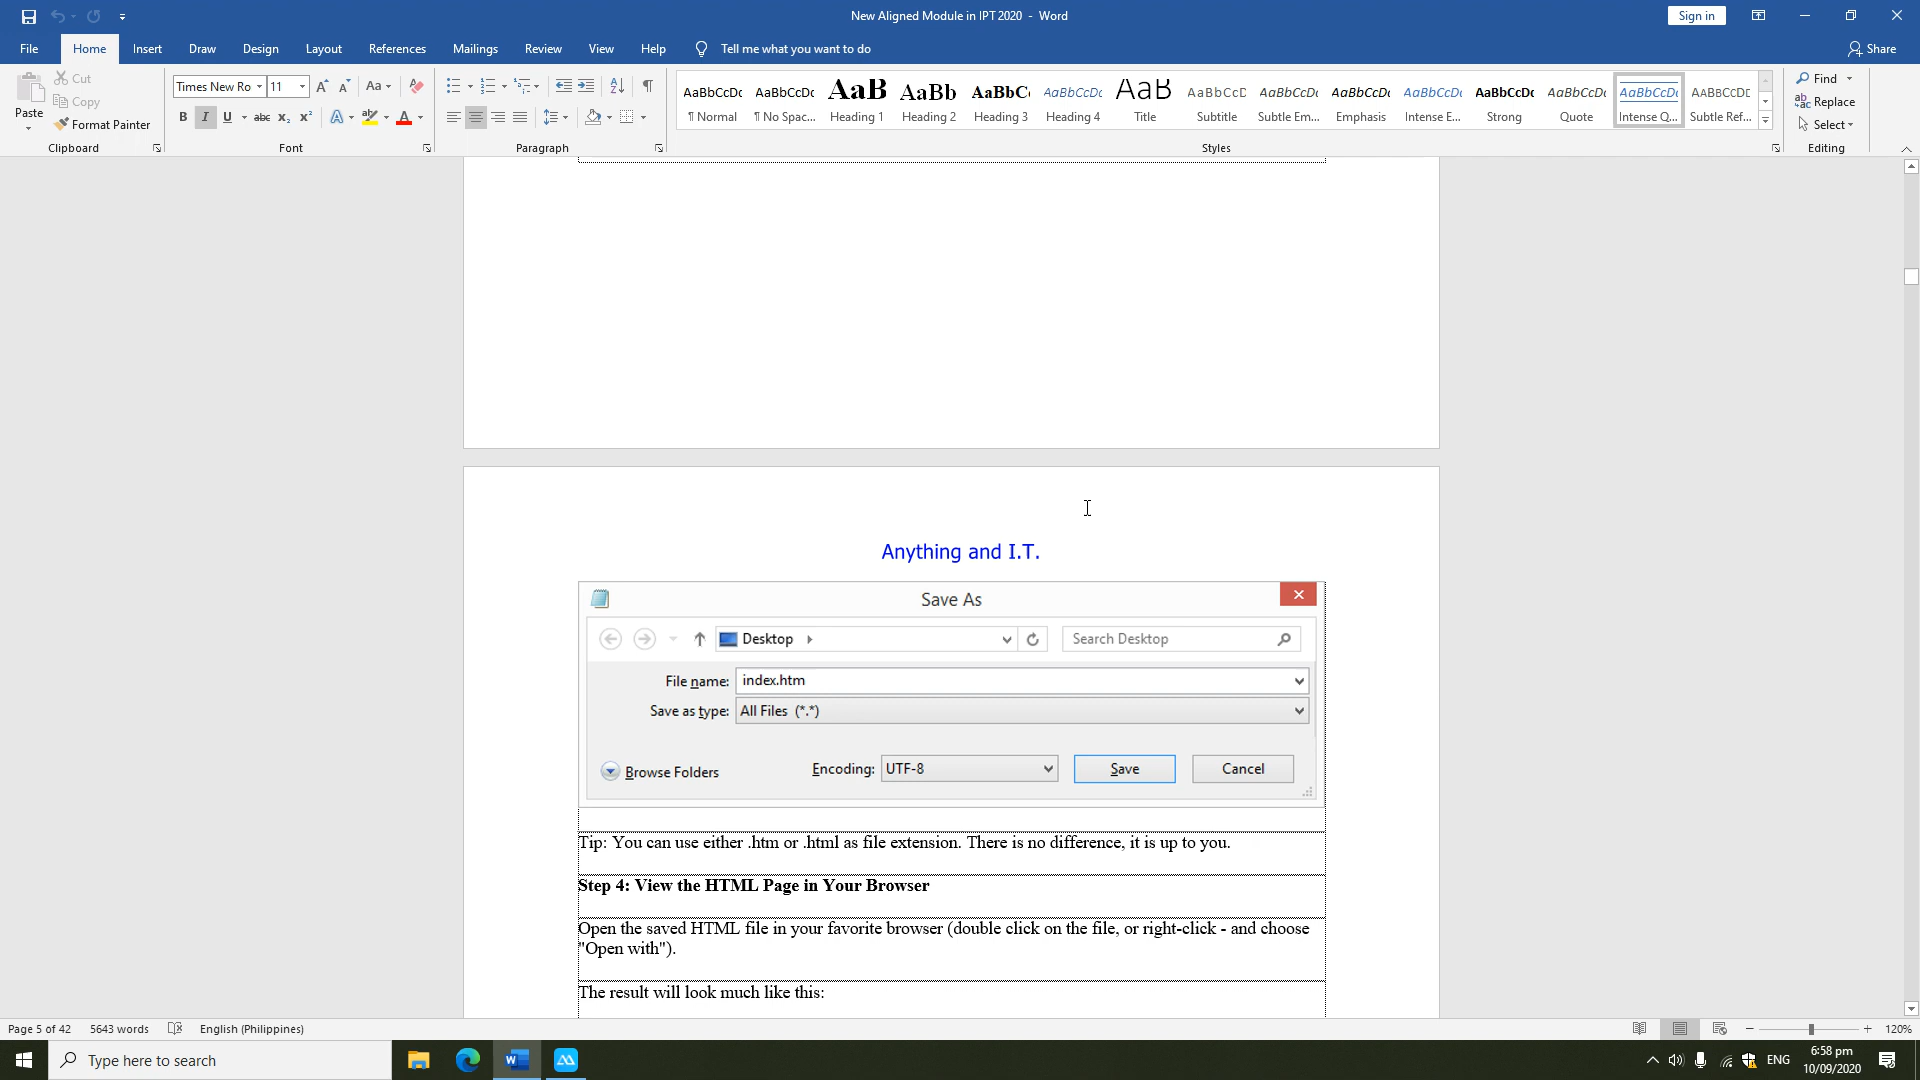 New Aligned Module in IPT 2020 - Word
Sign in
File Home Insert Draw Design Layout References Mailings Review View Help Tell me what you want to do Share
Paste
Cut
Copy
Format Painter
Clipboard
Times New Ro 11
Aa
B I U abc x₂ x² A A
Font
Paragraph
AaBbCcDc AaBbCcDc AaB AaBb AaBbC AaBbCcDc AaB AaBbCcD AaBbCcDc AaBbCcDc AaBbCcDc AaBbCcDc AaBbCcDc AaBbCcDc AABBCCDE
¶ Normal ¶ No Spac... Heading 1 Heading 2 Heading 3 Heading 4 Title Subtitle Subtle Em... Emphasis Intense E... Strong Quote Intense Q... Subtle Ref...
Styles
Find
Replace
Select
Editing
Anything and I.T.
Save As
Desktop
Search Desktop
File name: index.htm
Save as type: All Files (*.*)
Browse Folders
Encoding: UTF-8
Save
Cancel
Tip: You can use either .htm or .html as file extension. There is no difference, it is up to you.
Step 4: View the HTML Page in Your Browser
Open the saved HTML file in your favorite browser (double click on the file, or right-click - and choose
"Open with").
The result will look much like this:
Page 5 of 42 5643 words English (Philippines) 120%
Type here to search
ENG
6:58 pm
10/09/2020